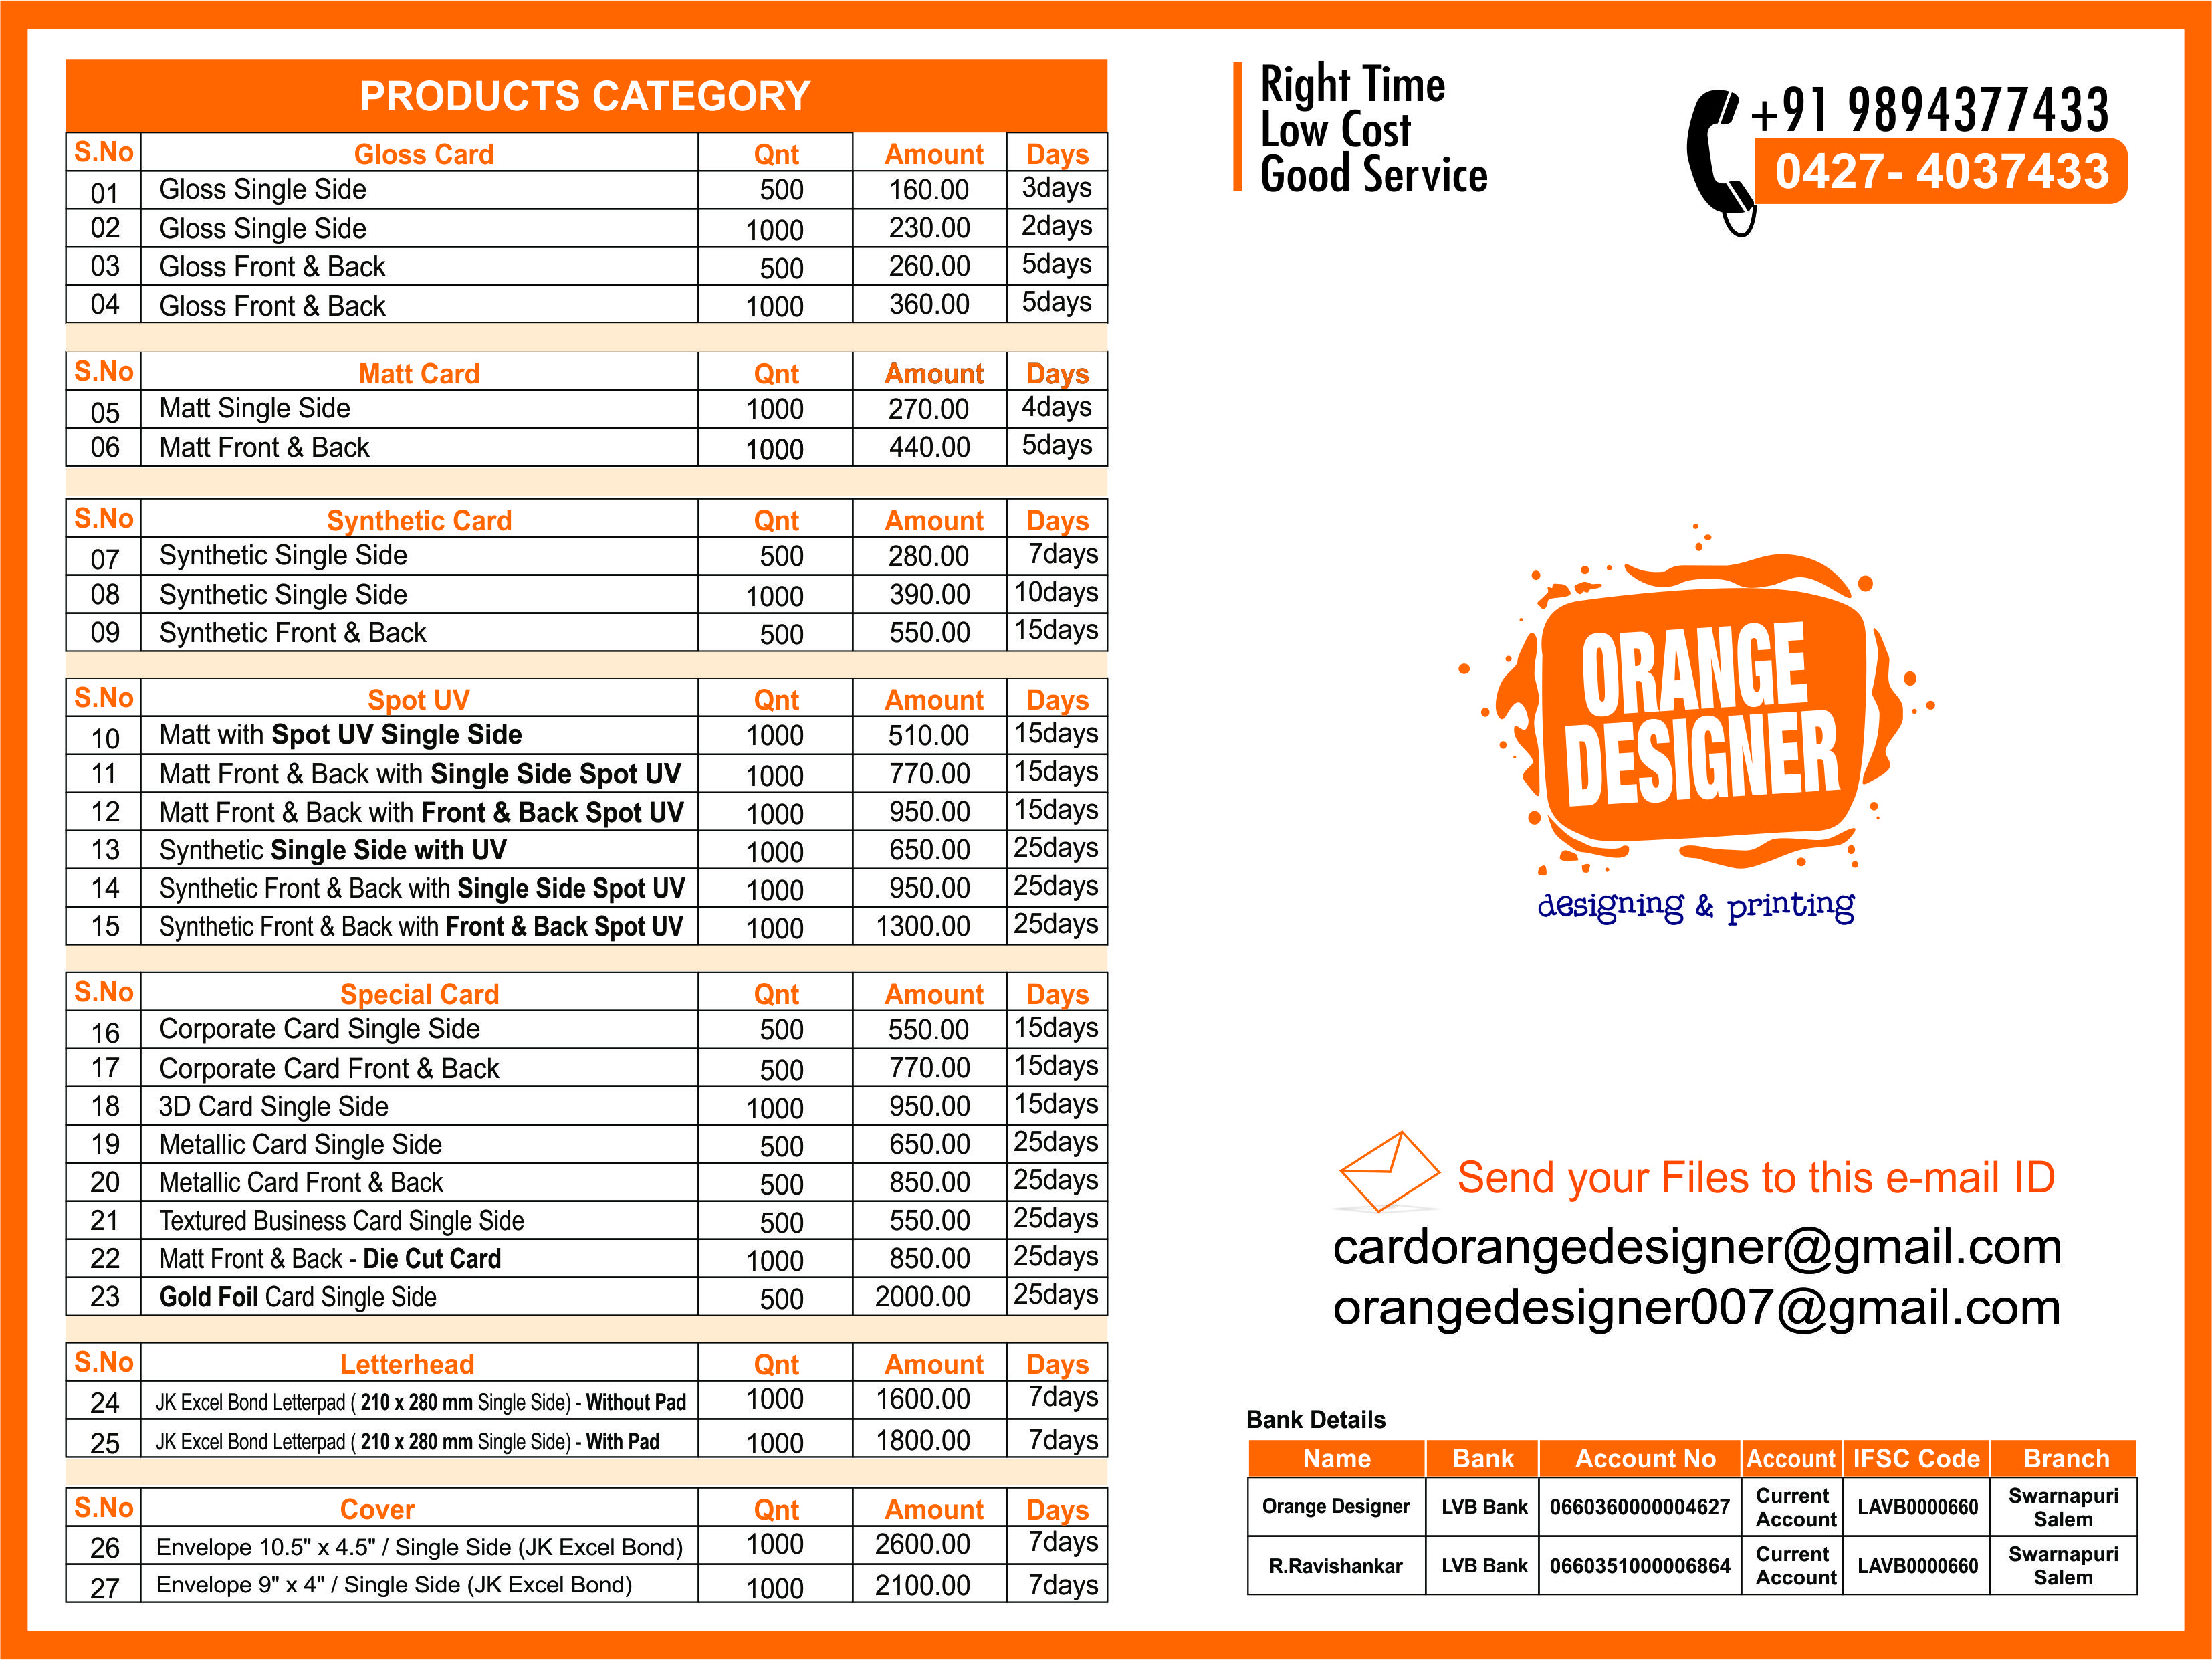 PRODUCTS CATEGORY
S.No Gloss Card Qnt Amount Days
01 Gloss Single Side 500 160.00 3days
02 Gloss Single Side 1000 230.00 2days
03 Gloss Front & Back 500 260.00 5days
04 Gloss Front & Back 1000 360.00 5days
S.No Matt Card Qnt Amount Days
05 Matt Single Side 1000 270.00 4days
06 Matt Front & Back 1000 440.00 5days
S.No Synthetic Card Qnt Amount Days
07 Synthetic Single Side 500 280.00 7days
08 Synthetic Single Side 1000 390.00 10days
09 Synthetic Front & Back 500 550.00 15days
S.No Spot UV Qnt Amount Days
10 Matt with Spot UV Single Side 1000 510.00 15days
11 Matt Front & Back with Single Side Spot UV 1000 770.00 15days
12 Matt Front & Back with Front & Back Spot UV 1000 950.00 15days
13 Synthetic Single Side with UV 1000 650.00 25days
14 Synthetic Front & Back with Single Side Spot UV 1000 950.00 25days
15 Synthetic Front & Back with Front & Back Spot UV 1000 1300.00 25days
S.No Special Card Qnt Amount Days
16 Corporate Card Single Side 500 550.00 15days
17 Corporate Card Front & Back 500 770.00 15days
18 3D Card Single Side 1000 950.00 15days
19 Metallic Card Single Side 500 650.00 25days
20 Metallic Card Front & Back 500 850.00 25days
21 Textured Business Card Single Side 500 550.00 25days
22 Matt Front & Back - Die Cut Card 1000 850.00 25days
23 Gold Foil Card Single Side 500 2000.00 25days
S.No Letterhead Qnt Amount Days
24 JK Excel Bond Letterpad ( 210 x 280 mm Single Side) - Without Pad 1000 1600.00 7days
25 JK Excel Bond Letterpad ( 210 x 280 mm Single Side) - With Pad 1000 1800.00 7days
S.No Cover Qnt Amount Days
26 Envelope 10.5" x 4.5" / Single Side (JK Excel Bond) 1000 2600.00 7days
27 Envelope 9" x 4" / Single Side (JK Excel Bond) 1000 2100.00 7days
Right Time
Low Cost
Good Service
+91 9894377433
0427- 4037433
ORANGE
DESIGNER
designing & printing
Send your Files to this e-mail ID
cardorangedesigner@gmail.com
orangedesigner007@gmail.com
Bank Details
Name Bank Account No Account IFSC Code Branch
Orange Designer LVB Bank 0660360000004627 Current Account LAVB0000660 Swarnapuri Salem
R.Ravishankar LVB Bank 0660351000006864 Current Account LAVB0000660 Swarnapuri Salem